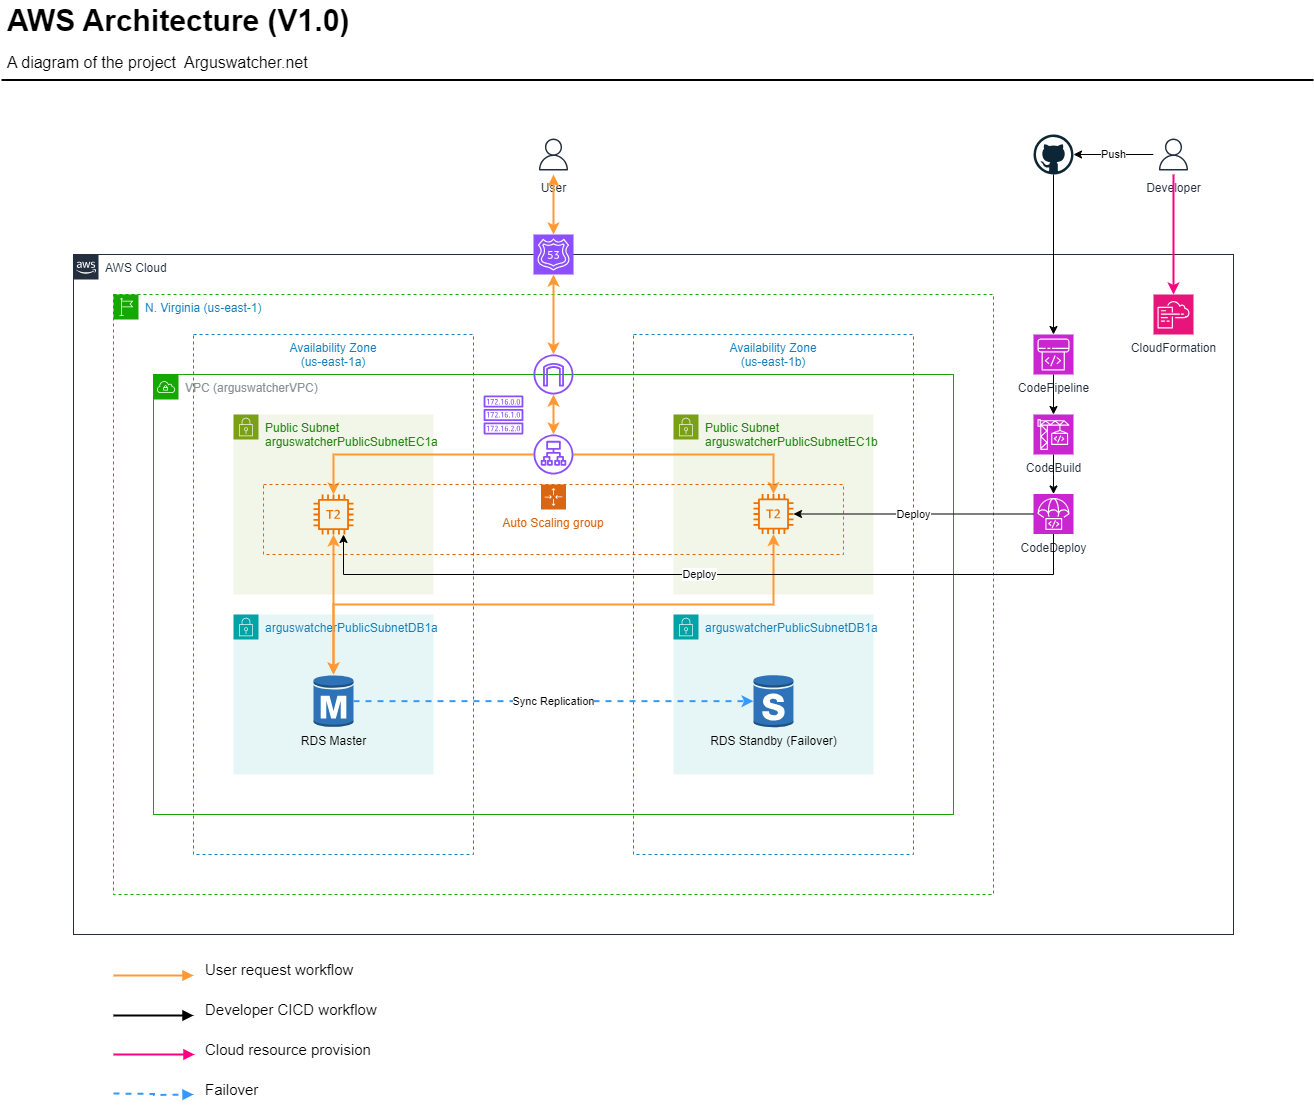 AWS Architecture (V1.0)
A diagram of the project Arguswatcher.net
User
Push
Developer
53
aws
AWS Cloud
N. Virginia (us-east-1)
CloudFormation
Availability Zone
(us-east-1a)
Availability Zone
(us-east-1b)
VPC (arguswatcherVPC)
CodePipeline
172.16.0.0
172.16.1.0
172.16.2.0
Public Subnet
arguswatcherPublicSubnetEC1a
Public Subnet
arguswatcherPublicSubnetEC1b
CodeBuild
T2
Auto Scaling group
T2
Deploy
CodeDeploy
Deploy
arguswatcherPublicSubnetDB1a
arguswatcherPublicSubnetDB1a
M
Sync Replication
S
RDS Master
RDS Standby (Failover)
User request workflow
Developer CICD workflow
Cloud resource provision
Failover